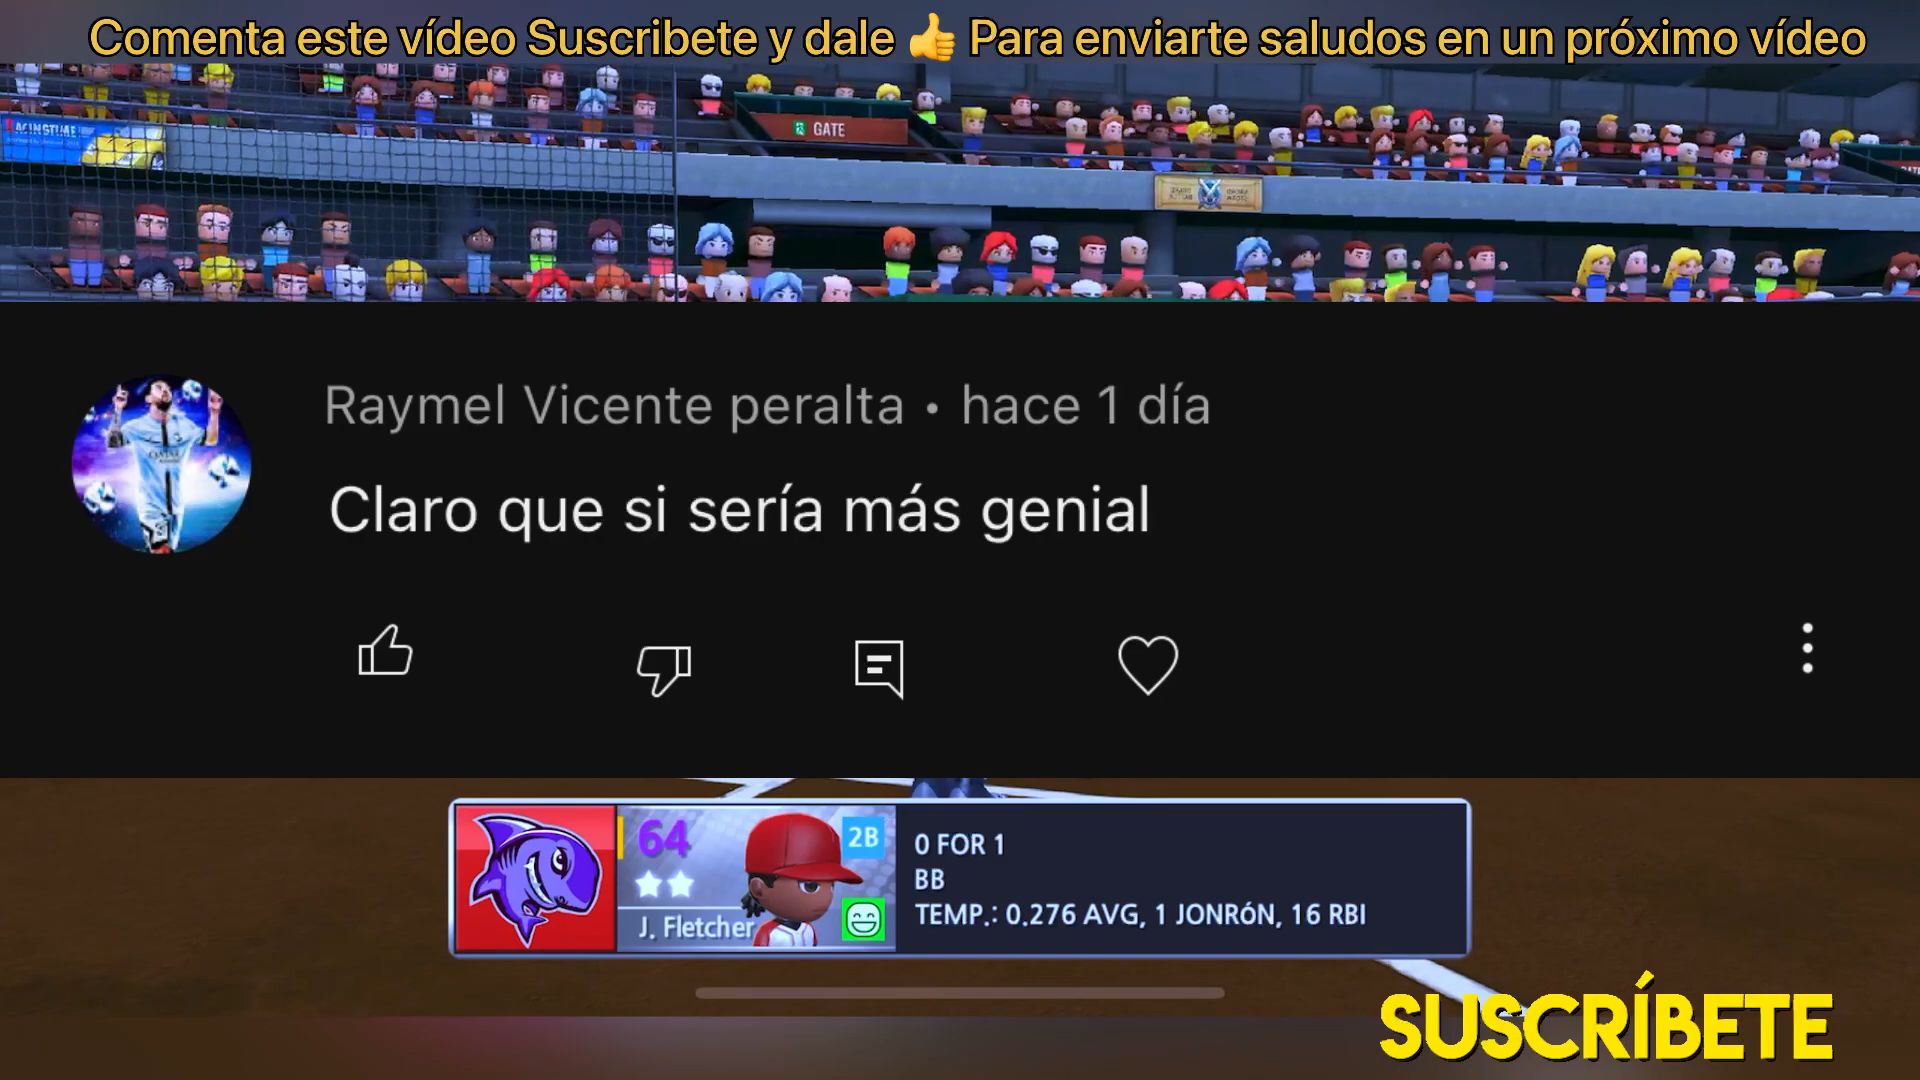 Comenta este vídeo Suscribete y dale 👍 Para enviarte saludos en un próximo vídeo
GATE
Raymel Vicente peralta • hace 1 día
Claro que si sería más genial
64
2B
J. Fletcher
0 FOR 1
BB
TEMP.: 0.276 AVG, 1 JONRóN, 16 RBI
SUSCRÍBETE